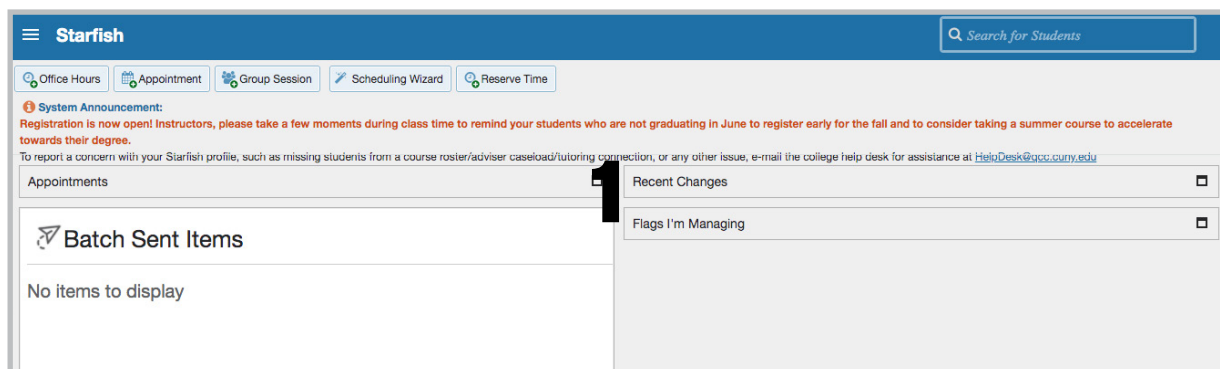 Starfish
Search for Students
Office Hours
Appointment
Group Session
Scheduling Wizard
Reserve Time
System Announcement:
Registration is now open! Instructors, please take a few moments during class time to remind your students who are not graduating in June to register early for the fall and to consider taking a summer course to accelerate
towards their degree.
To report a concern with your Starfish profile, such as missing students from a course roster/adviser caseload/tutoring connection, or any other issue, e-mail the college help desk for assistance at HelpDesk@qcc.cuny.edu
Appointments
1
Recent Changes
Flags I'm Managing
Batch Sent Items
No items to display